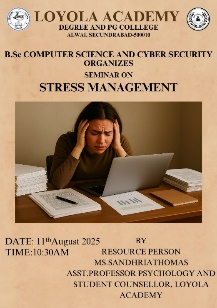 LOYOLA ACADEMY
DEGREE AND PG COLLLEGE
ALWAL SECUNDRABAD-500010
B.Sc COMPUTER SCIENCE AND CYBER SECURITY
ORGANIZES
SEMINAR ON
STRESS MANAGEMENT
DATE: 11thAugust 2025
TIME:10:30AM
BY
RESOURCE PERSON
MS.SANDHRIATHOMAS
ASST.PROFESSOR PSYCHOLOGY AND
STUDENT COUNSELLOR, LOYOLA
ACADEMY